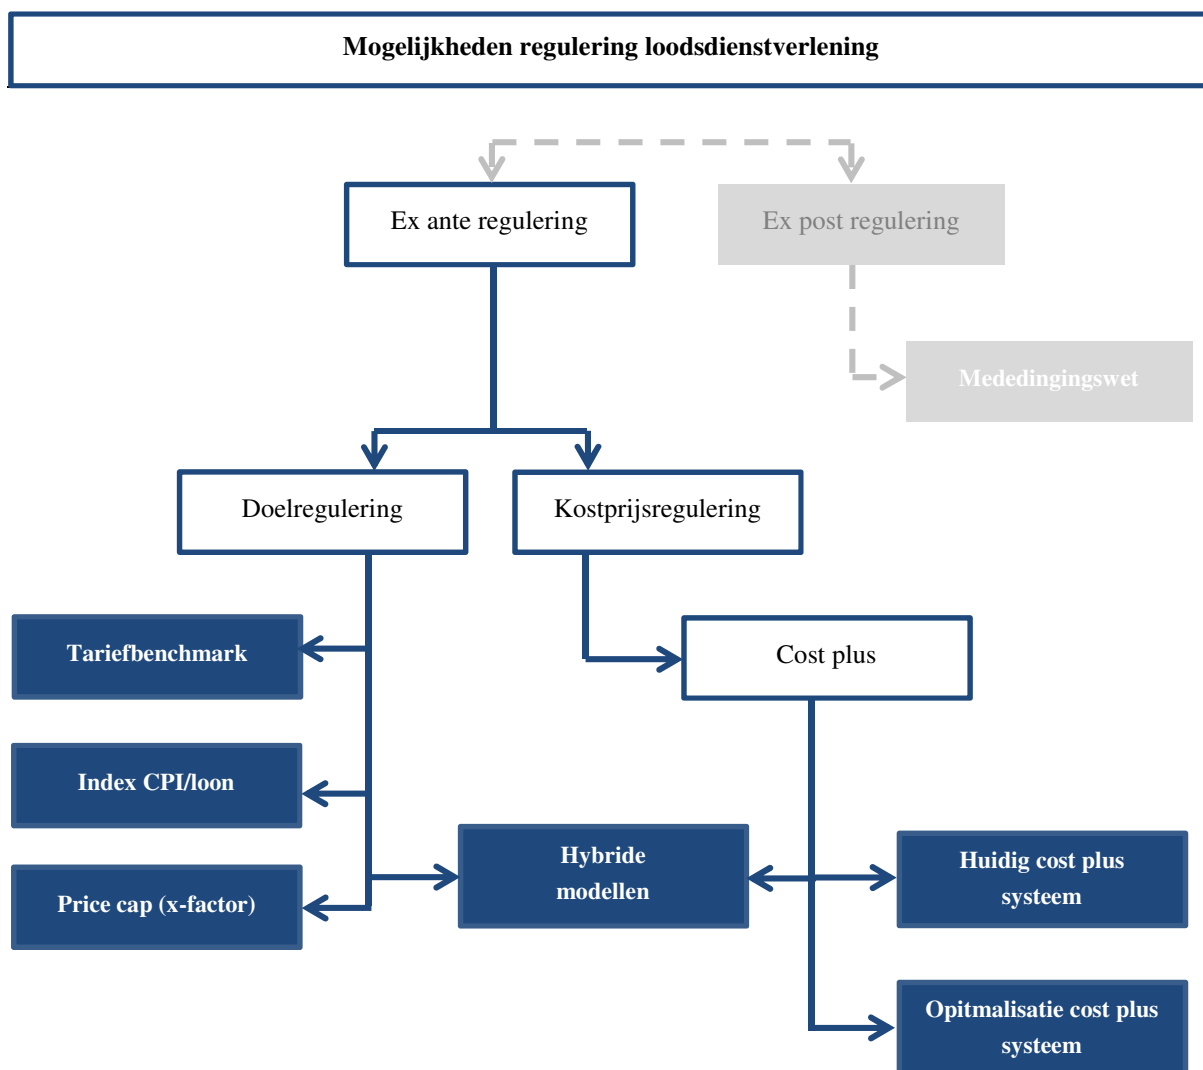 Mogelijkheden regulering loodsdienstverlening
Ex ante regulering
Ex post regulering
Mededingingswet
Doelregulering
Kostprijsregulering
Tariefbenchmark
Cost plus
Index CPI/loon
Hybride
modellen
Huidig cost plus
systeem
Price cap (x-factor)
Opitmalisatie cost plus
systeem